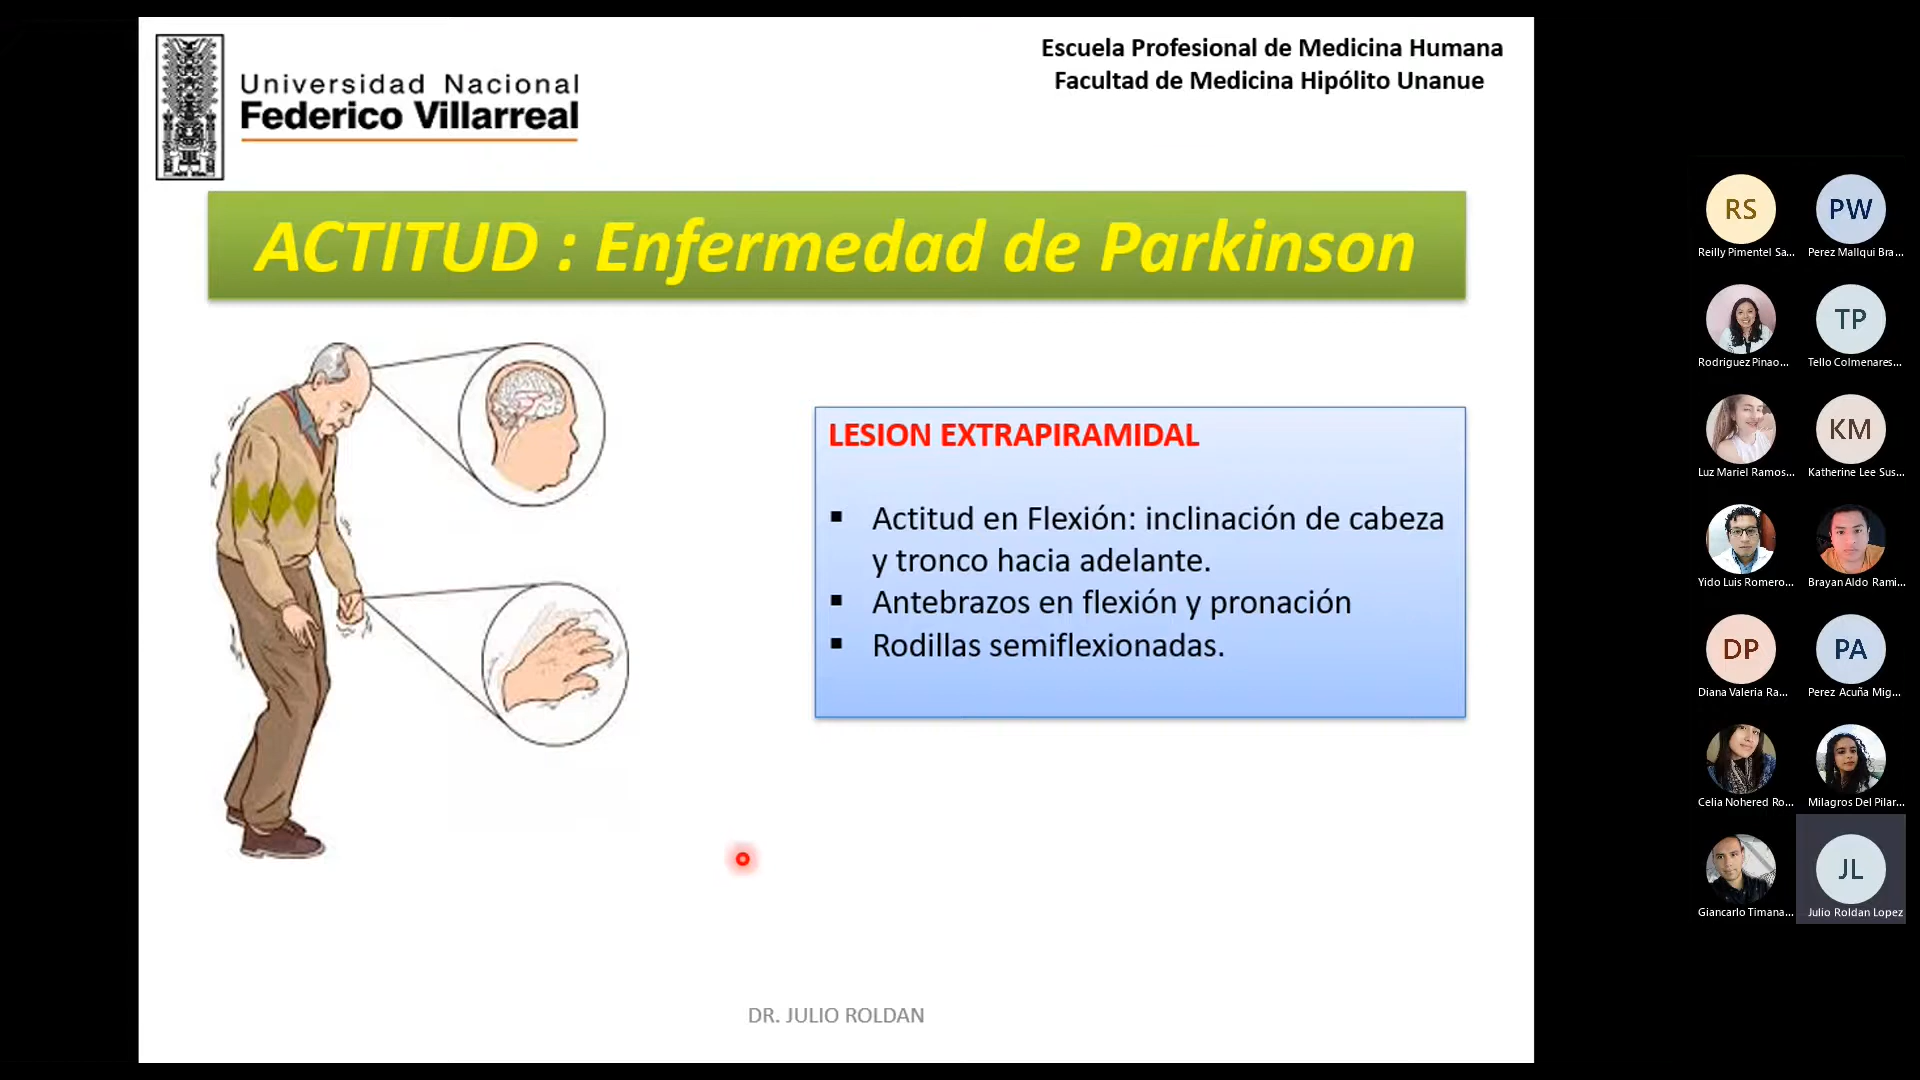 Universidad Nacional
Federico Villarreal
Escuela Profesional de Medicina Humana
Facultad de Medicina Hipólito Unanue
ACTITUD : Enfermedad de Parkinson
LESION EXTRAPIRAMIDAL
▪ Actitud en Flexión: inclinación de cabeza
y tronco hacia adelante.
▪ Antebrazos en flexión y pronación
▪ Rodillas semiflexionadas.
DR. JULIO ROLDAN
RS
PW
Reilly Pimentel Sa...
Perez Mallqui Bra...
TP
Rodriguez Pinao...
Tello Colmenares...
KM
Luz Mariel Ramos...
Katherine Lee Sus...
Yido Luis Romero...
Brayan Aldo Rami...
DP
PA
Diana Valeria Ra...
Perez Acuña Mig...
Celia Nohered Ro...
Milagros Del Pilar...
JL
Giancarlo Timana...
Julio Roldan Lopez